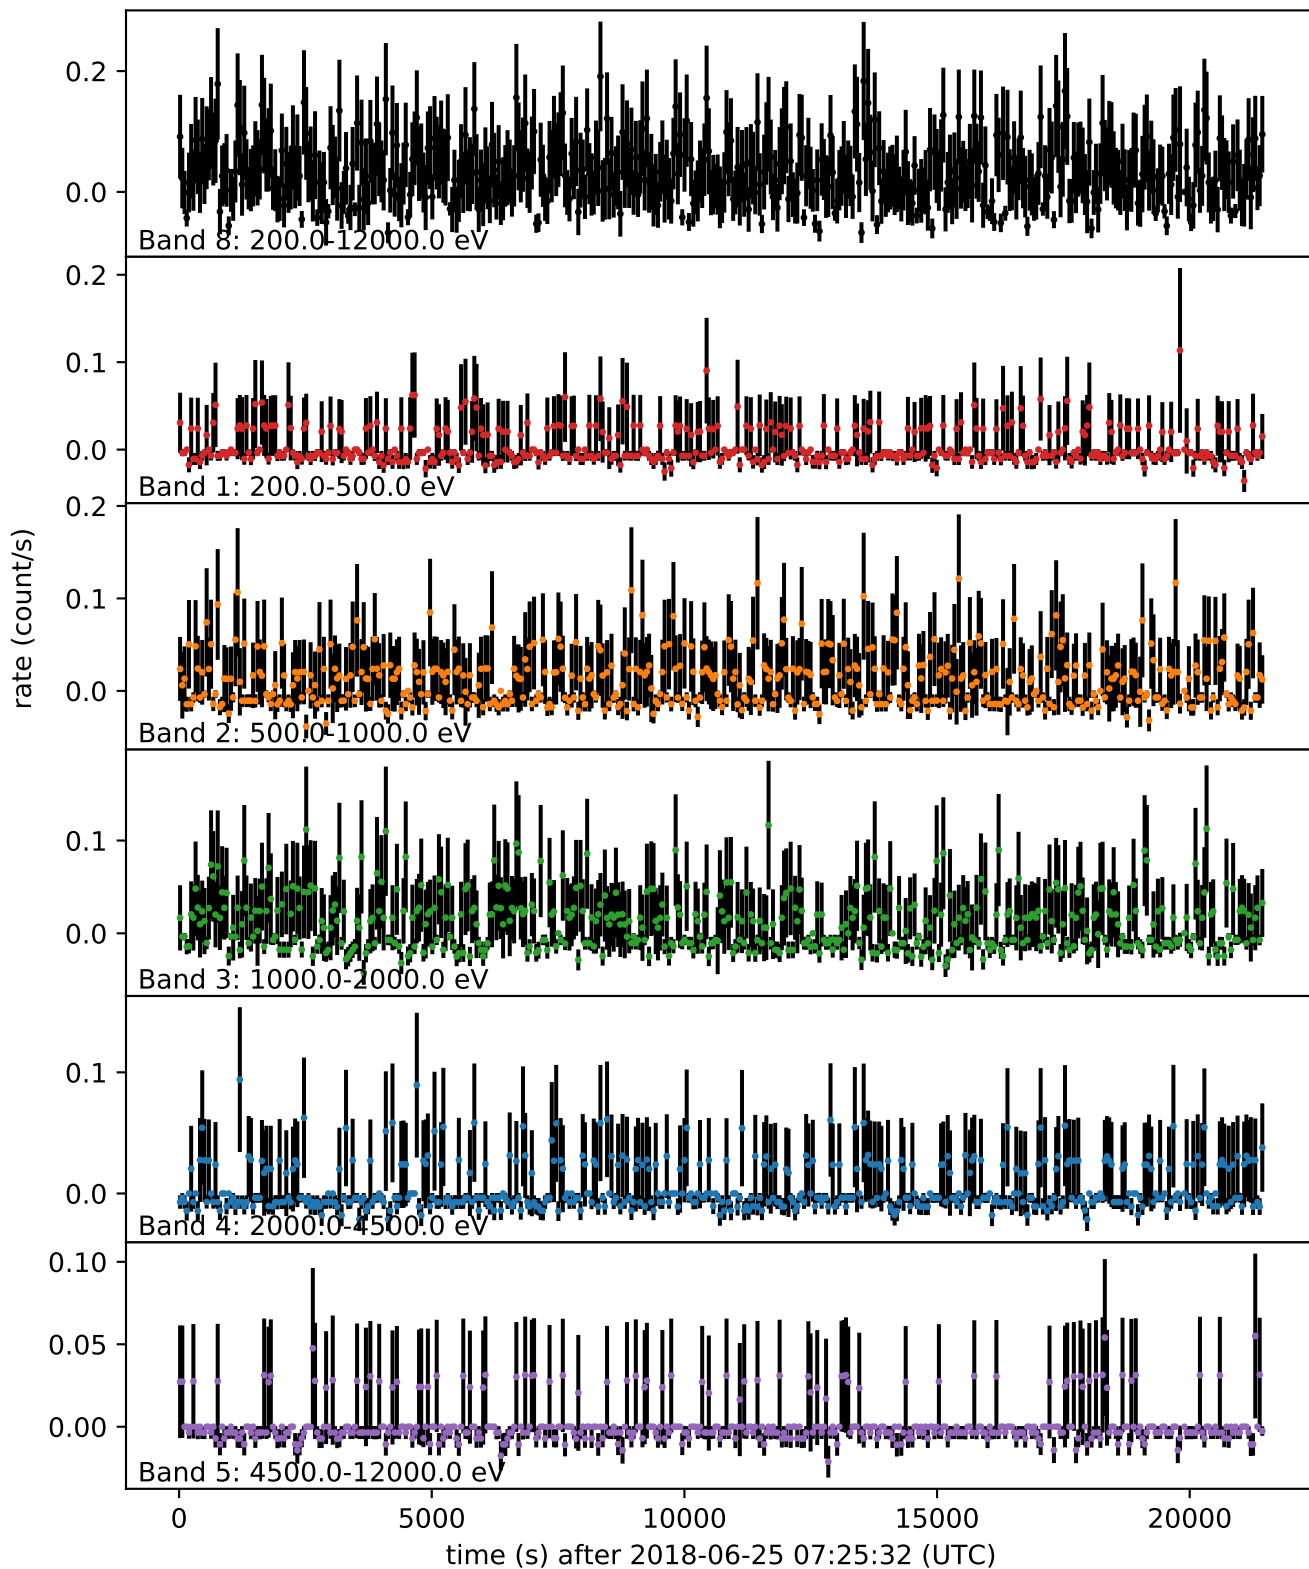 0.2
0.0
Band 8: 200.0-12000.0 eV
0.2
0.1
0.0
Band 1: 200.0-500.0 eV
0.2
0.1
0.0
Band 2: 500.0-1000.0 eV
rate (count/s)
0.1
0.0
Band 3: 1000.0-2000.0 eV
0.1
0.0
Band 4: 2000.0-4500.0 eV
0.10
0.05
0.00
Band 5: 4500.0-12000.0 eV
0 5000 10000 15000 20000
time (s) after 2018-06-25 07:25:32 (UTC)